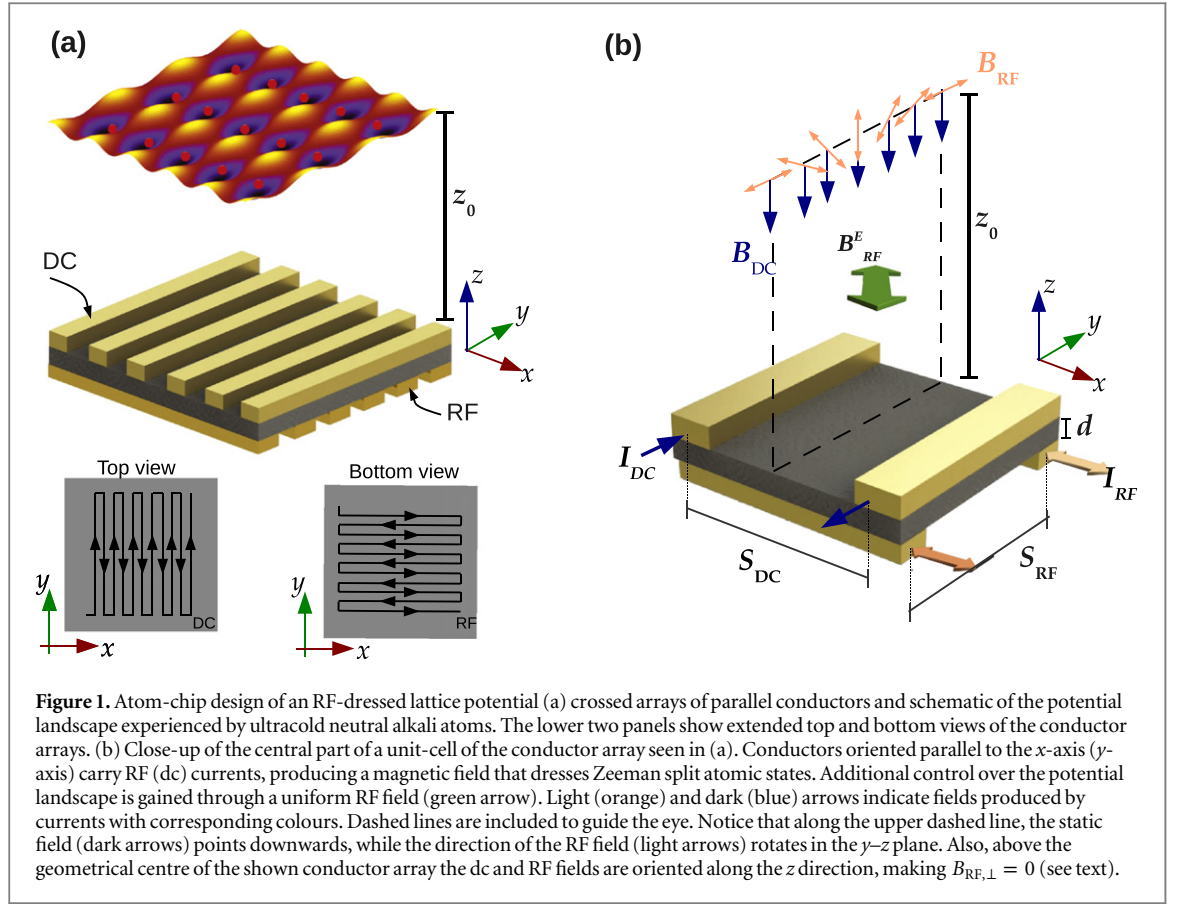 (a)
DC
z0
z
y
x
RF
Top view
y
x
DC
Bottom view
y
x
RF
(b)
BRF
z0
BDC
B^E_RF
z
y
x
d
IDC
IRF
SDC
SRF
Figure 1. Atom-chip design of an RF-dressed lattice potential (a) crossed arrays of parallel conductors and schematic of the potential
landscape experienced by ultracold neutral alkali atoms. The lower two panels show extended top and bottom views of the conductor
arrays. (b) Close-up of the central part of a unit-cell of the conductor array seen in (a). Conductors oriented parallel to the x-axis (y-
axis) carry RF (dc) currents, producing a magnetic field that dresses Zeeman split atomic states. Additional control over the potential
landscape is gained through a uniform RF field (green arrow). Light (orange) and dark (blue) arrows indicate fields produced by
currents with corresponding colours. Dashed lines are included to guide the eye. Notice that along the upper dashed line, the static
field (dark arrows) points downwards, while the direction of the RF field (light arrows) rotates in the y–z plane. Also, above the
geometrical centre of the shown conductor array the dc and RF fields are oriented along the z direction, making BRF,⊥ = 0 (see text).